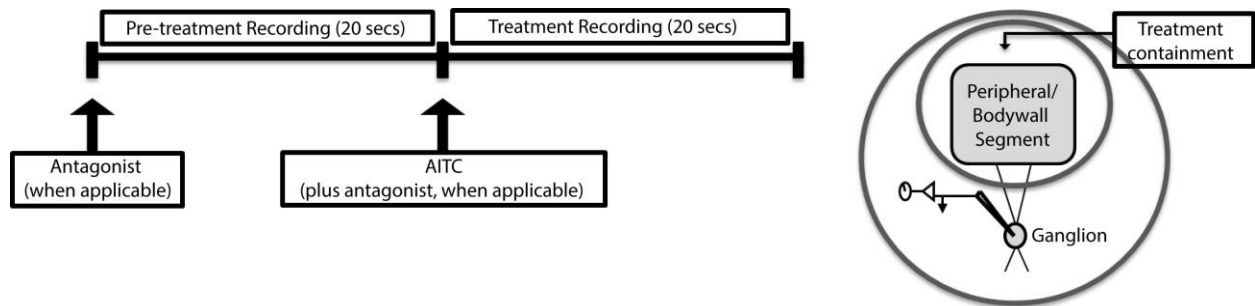 Pre-treatment Recording (20 secs)
Treatment Recording (20 secs)
Antagonist
(when applicable)
AITC
(plus antagonist, when applicable)
Treatment
containment
Peripheral/
Bodywall
Segment
Ganglion